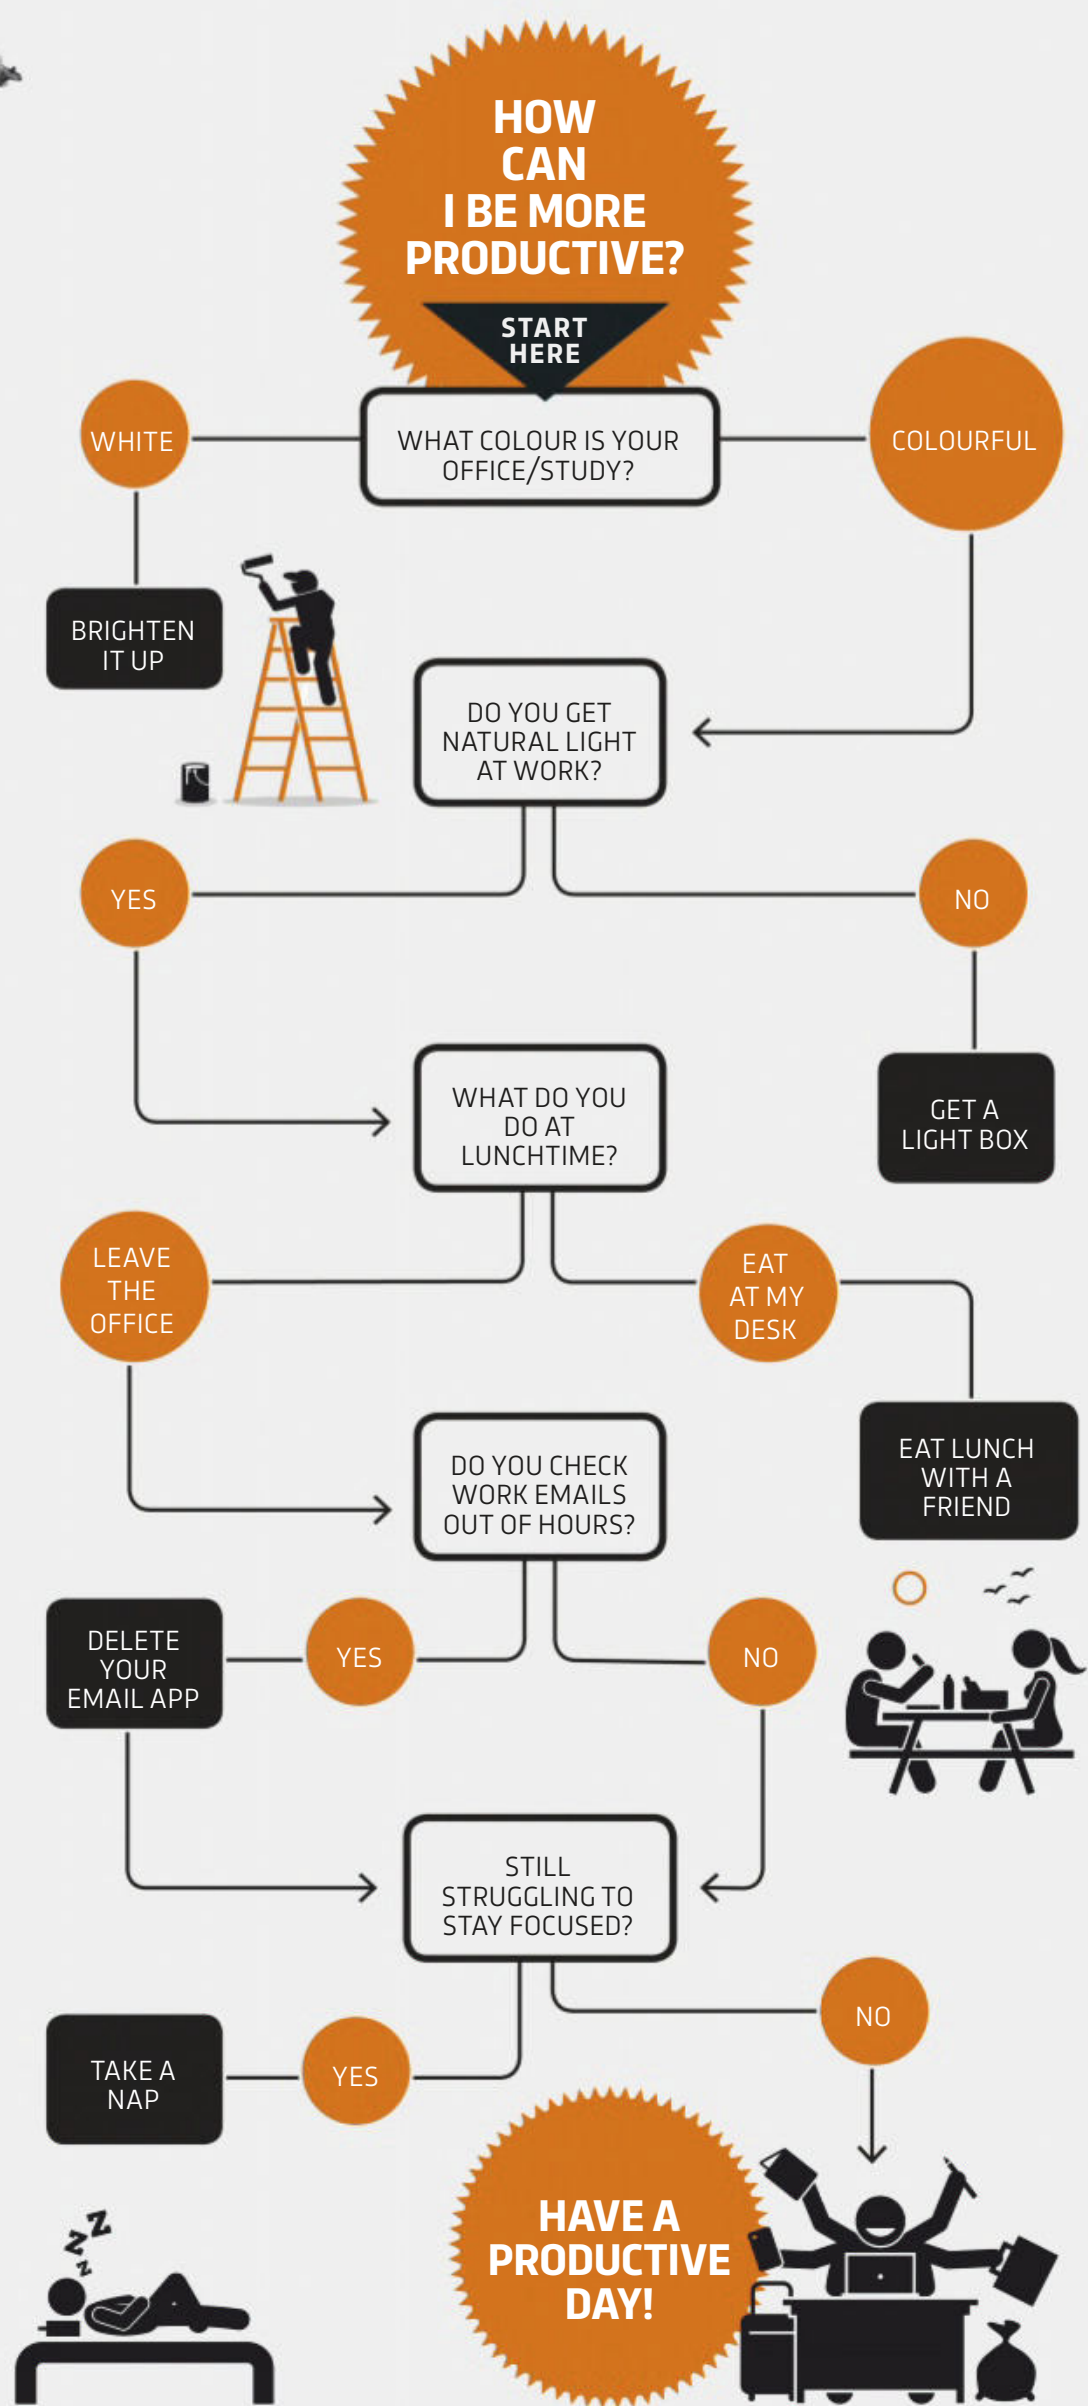 HOW
CAN
I BE MORE
PRODUCTIVE?
START
HERE
WHITE
WHAT COLOUR IS YOUR
OFFICE/STUDY?
COLOURFUL
BRIGHTEN
IT UP
DO YOU GET
NATURAL LIGHT
AT WORK?
YES
NO
WHAT DO YOU
DO AT
LUNCHTIME?
GET A
LIGHT BOX
LEAVE
THE
OFFICE
EAT
AT MY
DESK
EAT LUNCH
WITH A
FRIEND
DO YOU CHECK
WORK EMAILS
OUT OF HOURS?
DELETE
YOUR
EMAIL APP
YES
NO
STILL
STRUGGLING TO
STAY FOCUSED?
NO
TAKE A
NAP
YES
Z
Z
Z
HAVE A
PRODUCTIVE
DAY!